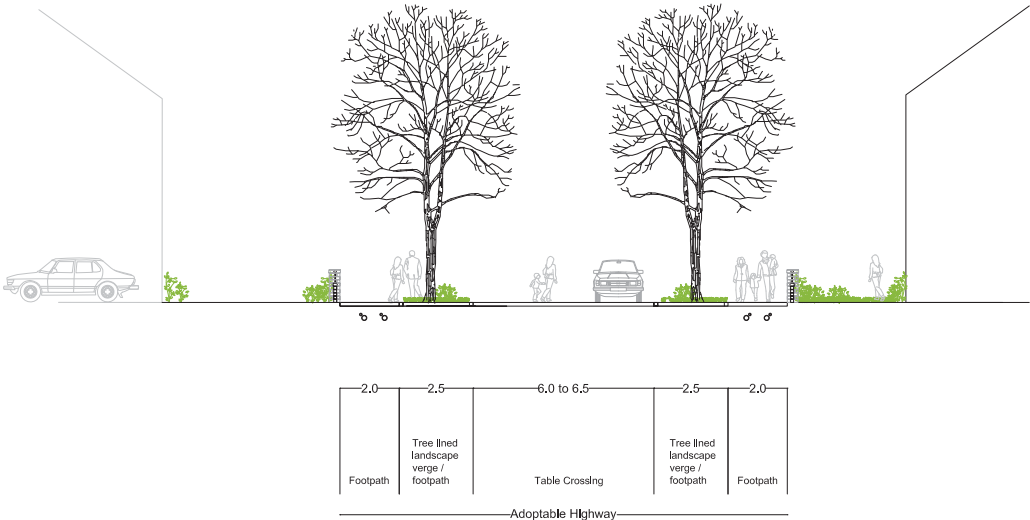 2.0 2.5 6.0 to 6.5 2.5 2.0
Tree lined
landscape
verge /
footpath
Tree lined
landscape
verge /
footpath
Footpath
Table Crossing
Footpath
Adoptable Highway